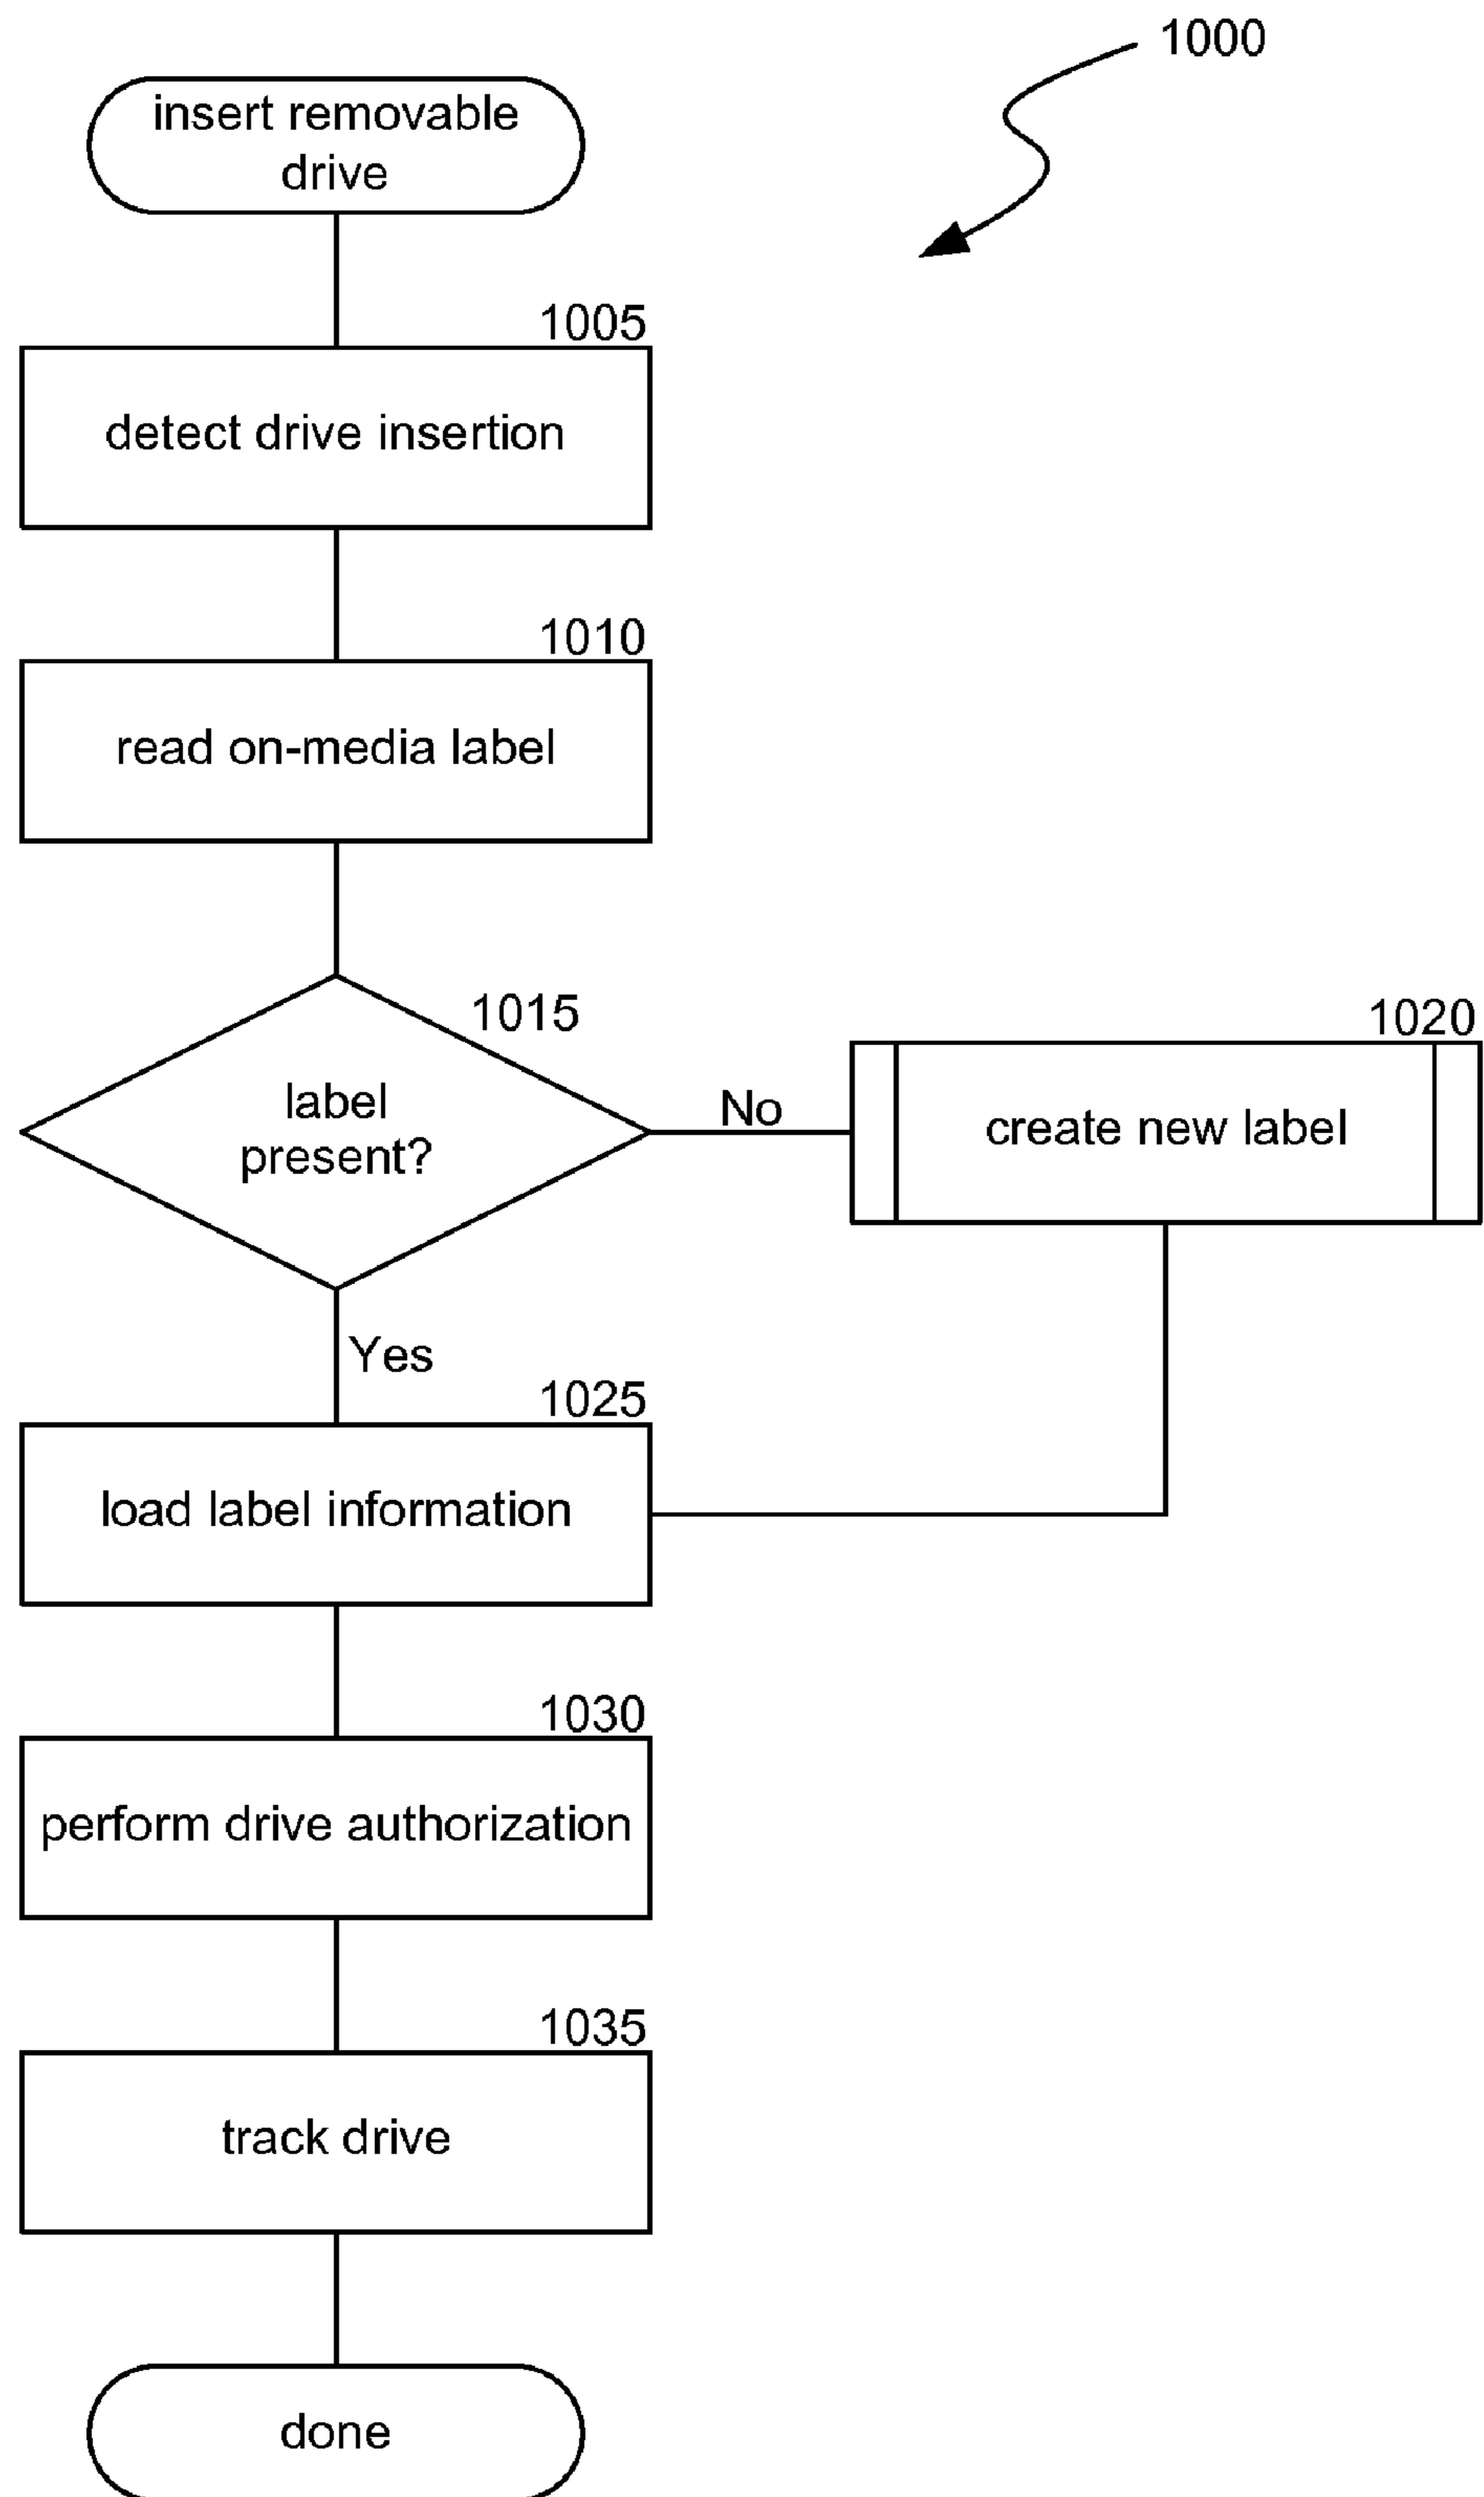 1000
insert removable
drive
1005
detect drive insertion
1010
read on-media label
1015
label
present?
No
1020
create new label
Yes
1025
load label information
1030
perform drive authorization
1035
track drive
done